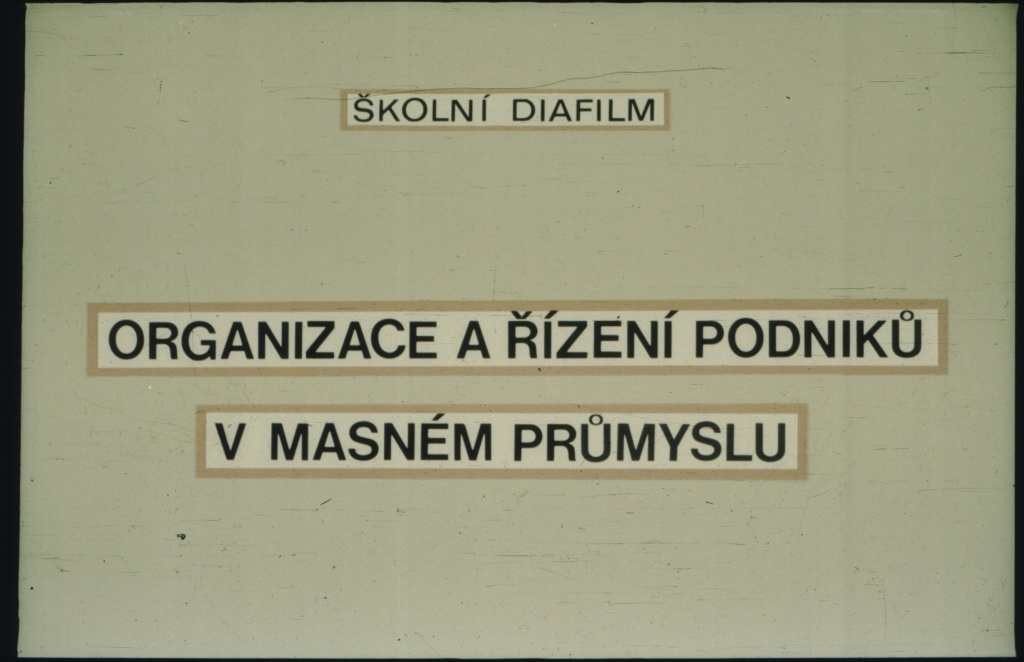 ŠKOLNÍ DIAFILM
ORGANIZACE A ŘÍZENÍ PODNIKŮ
V MASNÉM PRŮMYSLU